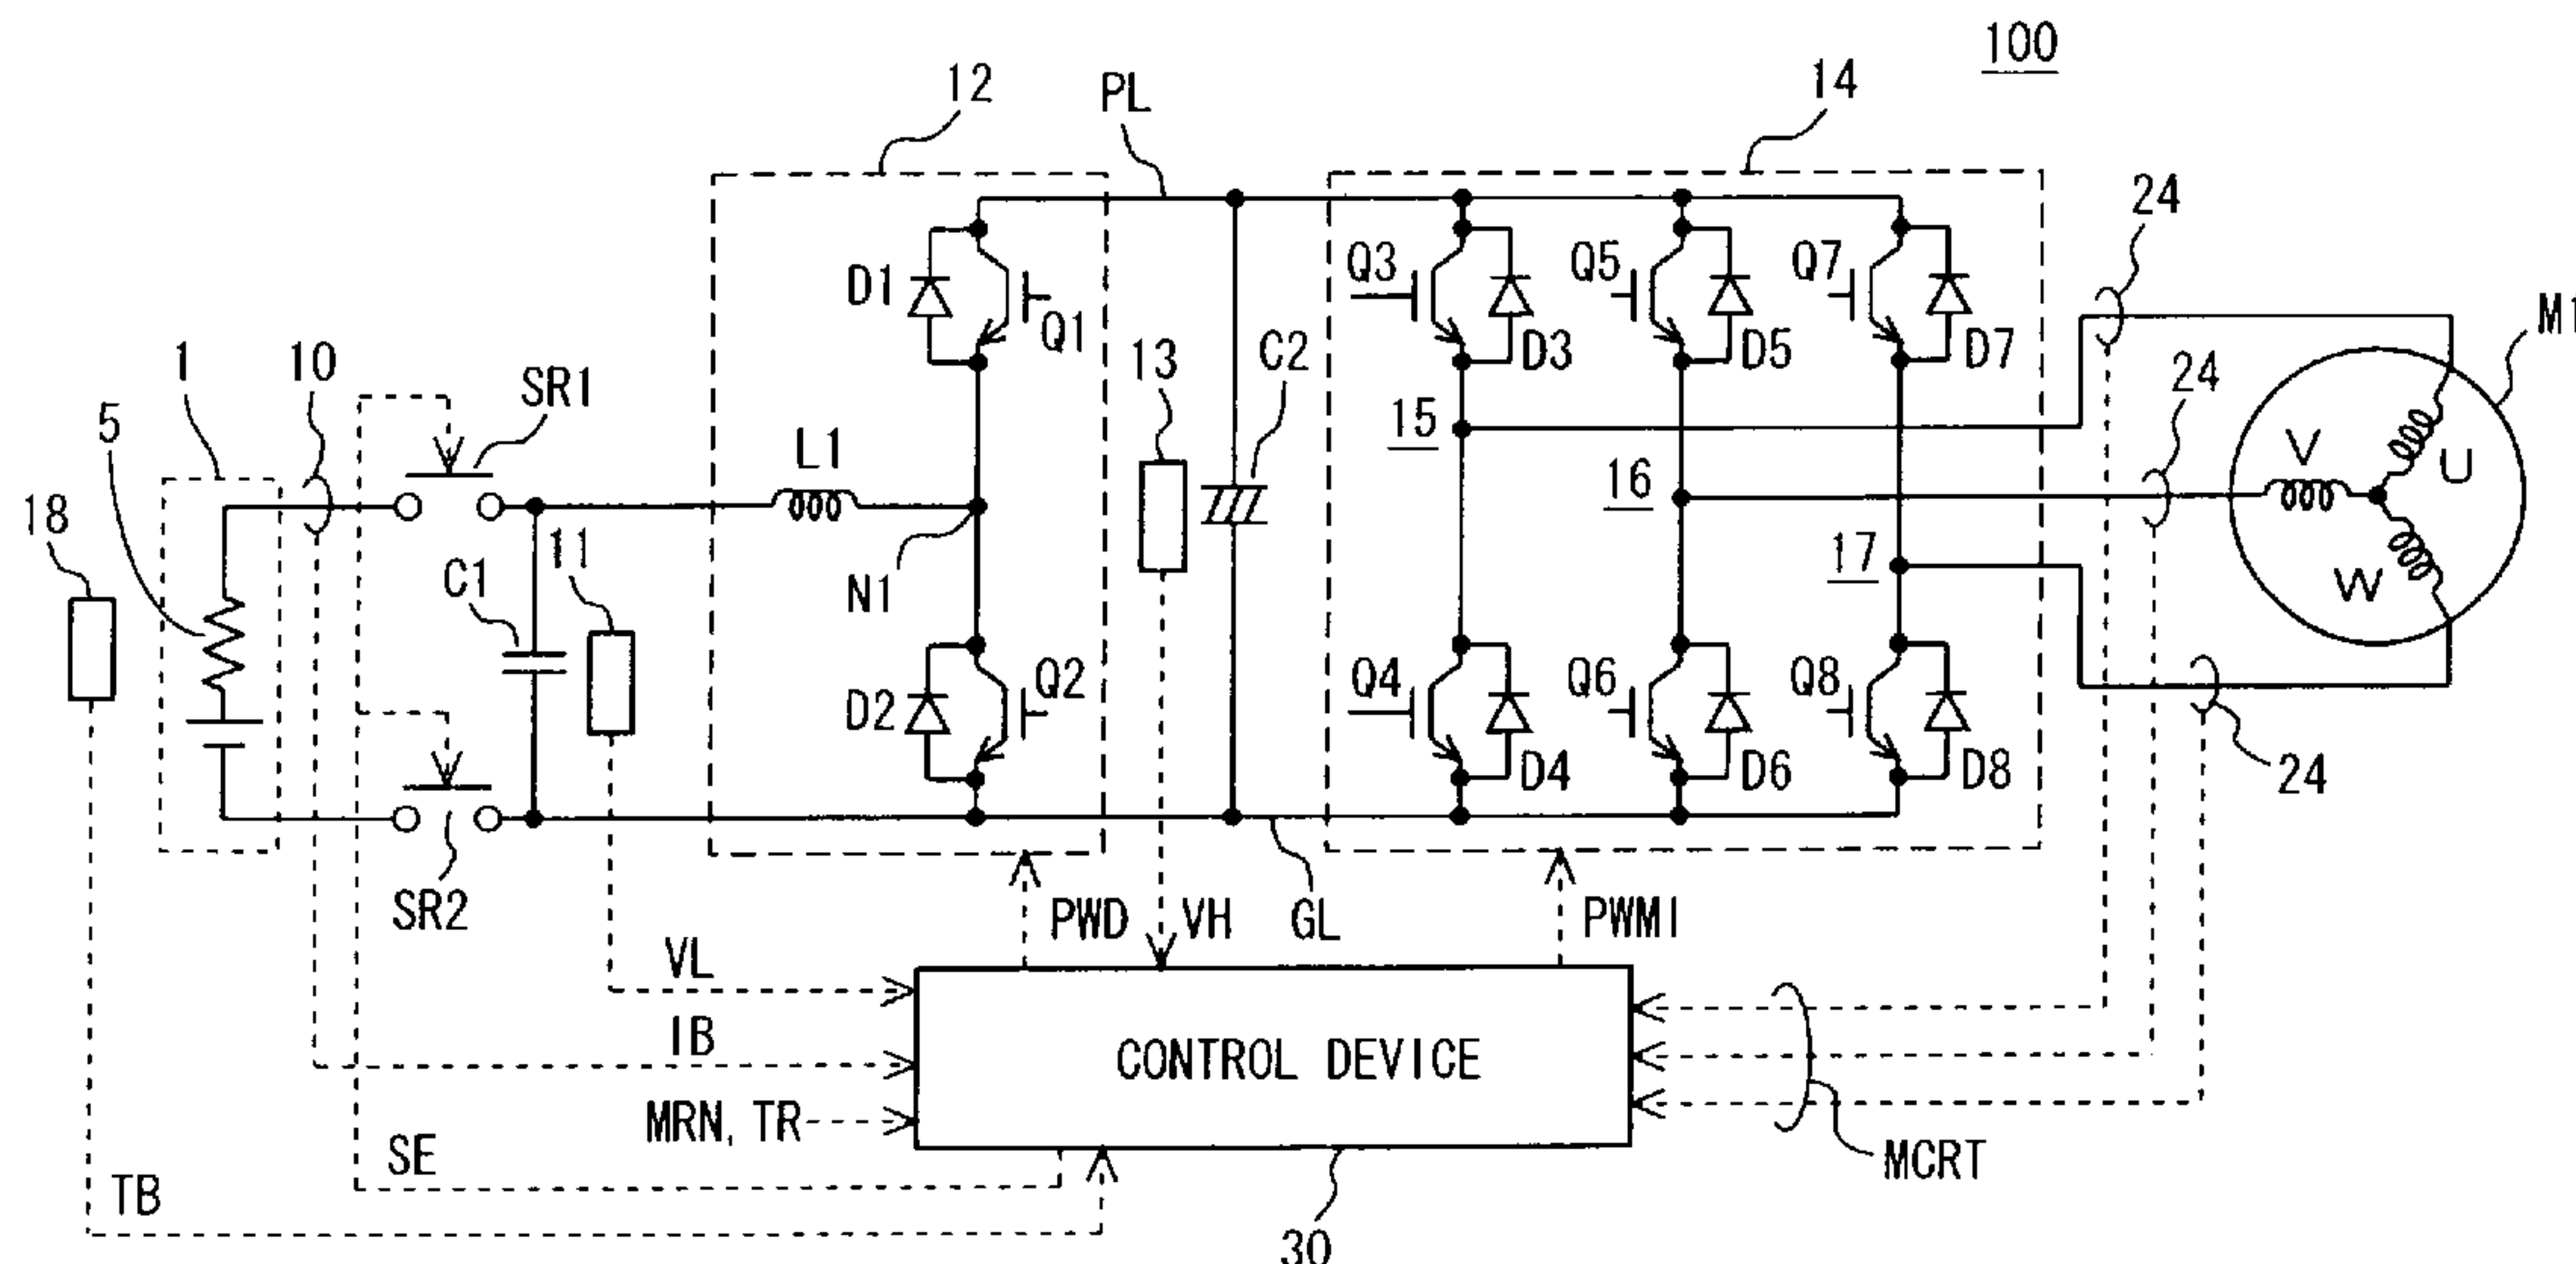 100
12
PL
14
24
D1
Q1
Q3
D3
Q5
D5
Q7
D7
M1
1
10
SR1
13
C2
24
5
L1
15
V
U
18
16
C1
11
N1
17
W
D2
Q2
Q4
D4
Q6
D6
Q8
D8
24
SR2
PWD
VH
GL
PWMI
VL
IB
CONTROL DEVICE
MRN, TR
SE
MCRT
TB
30